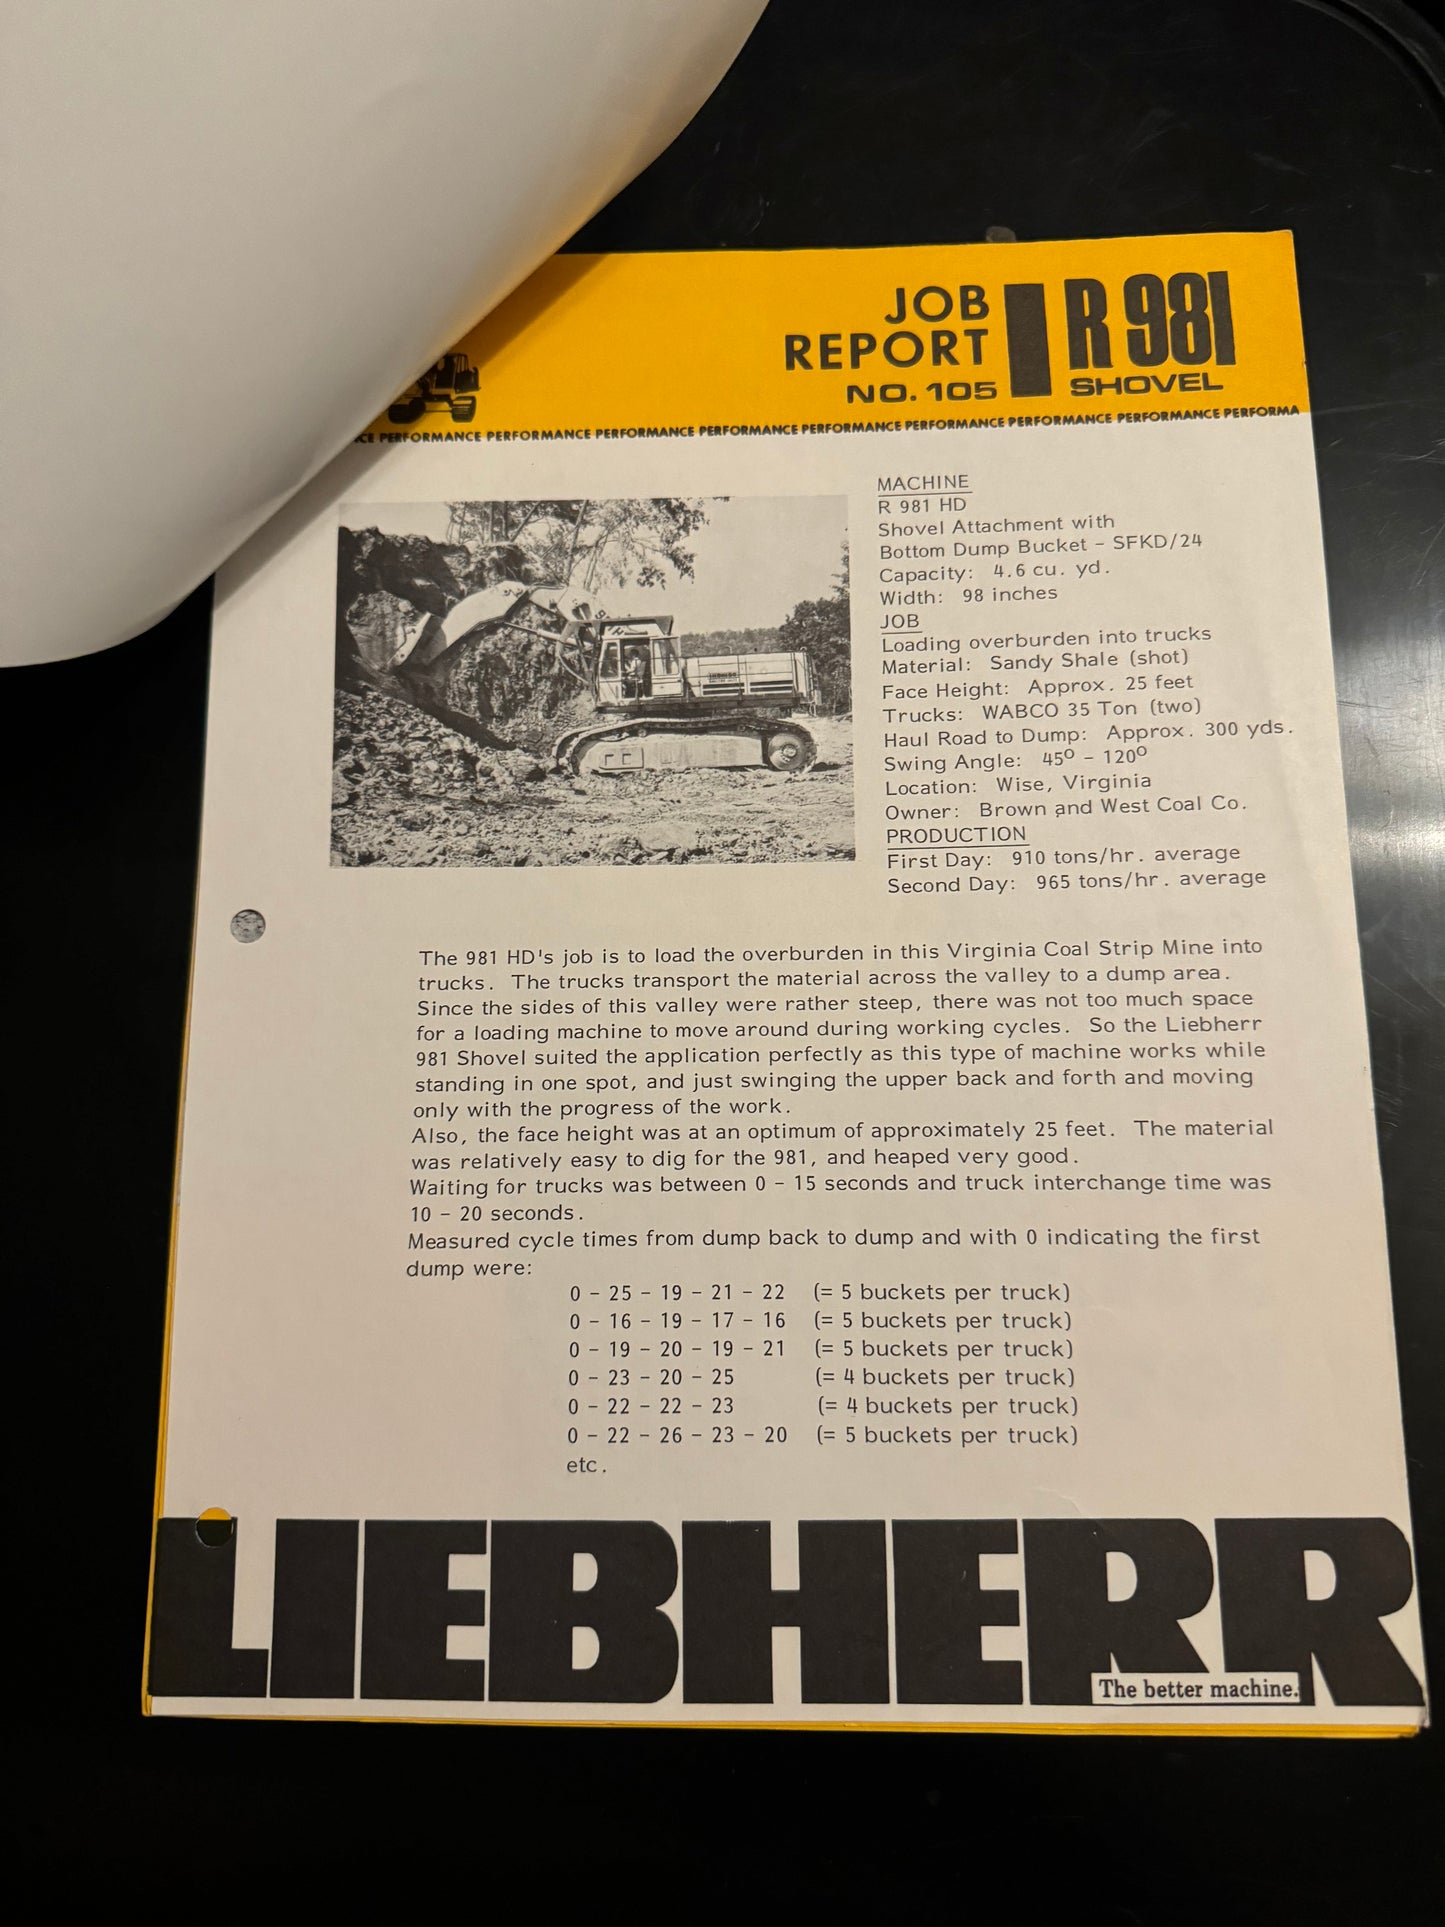 JOB
REPORT
NO. 105
R 981
SHOVEL
PERFORMANCE PERFORMANCE PERFORMANCE PERFORMANCE PERFORMANCE PERFORMANCE PERFORMANCE PERFORMANCE PERFORMA
MACHINE
R 981 HD
Shovel Attachment with
Bottom Dump Bucket - SFKD/24
Capacity: 4.6 cu. yd.
Width: 98 inches
JOB
Loading overburden into trucks
Material: Sandy Shale (shot)
Face Height: Approx. 25 feet
Trucks: WABCO 35 Ton (two)
Haul Road to Dump: Approx. 300 yds.
Swing Angle: 45º - 120º
Location: Wise, Virginia
Owner: Brown and West Coal Co.
PRODUCTION
First Day: 910 tons/hr. average
Second Day: 965 tons/hr. average
The 981 HD's job is to load the overburden in this Virginia Coal Strip Mine into
trucks. The trucks transport the material across the valley to a dump area.
Since the sides of this valley were rather steep, there was not too much space
for a loading machine to move around during working cycles. So the Liebherr
981 Shovel suited the application perfectly as this type of machine works while
standing in one spot, and just swinging the upper back and forth and moving
only with the progress of the work.
Also, the face height was at an optimum of approximately 25 feet. The material
was relatively easy to dig for the 981, and heaped very good.
Waiting for trucks was between 0 - 15 seconds and truck interchange time was
10 - 20 seconds.
Measured cycle times from dump back to dump and with 0 indicating the first
dump were:
0 - 25 - 19 - 21 - 22 (= 5 buckets per truck)
0 - 16 - 19 - 17 - 16 (= 5 buckets per truck)
0 - 19 - 20 - 19 - 21 (= 5 buckets per truck)
0 - 23 - 20 - 25 (= 4 buckets per truck)
0 - 22 - 22 - 23 (= 4 buckets per truck)
0 - 22 - 26 - 23 - 20 (= 5 buckets per truck)
etc.
LIEBHERR
The better machine.